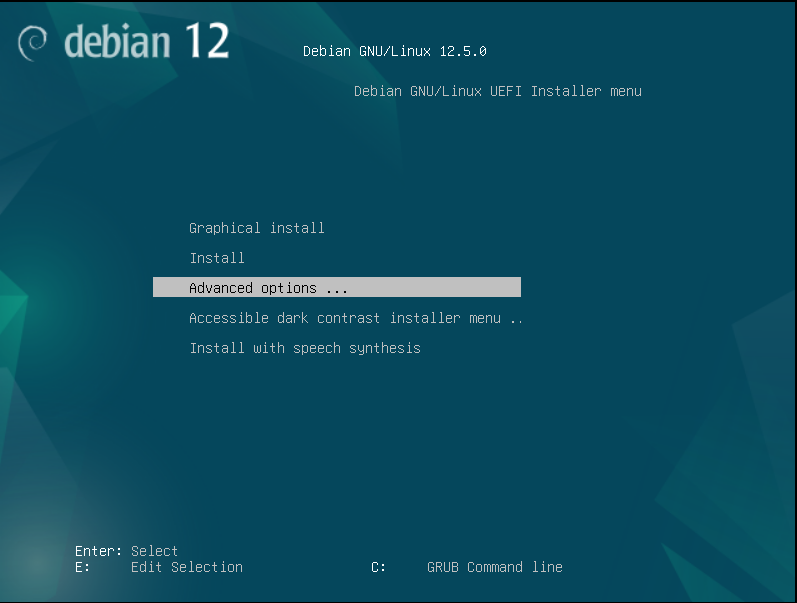 debian 12
Debian GNU/Linux 12.5.0
Debian GNU/Linux UEFI Installer menu
Graphical install
Install
Advanced options ...
Accessible dark contrast installer menu ..
Install with speech synthesis
Enter: Select
E: Edit Selection C: GRUB Command line